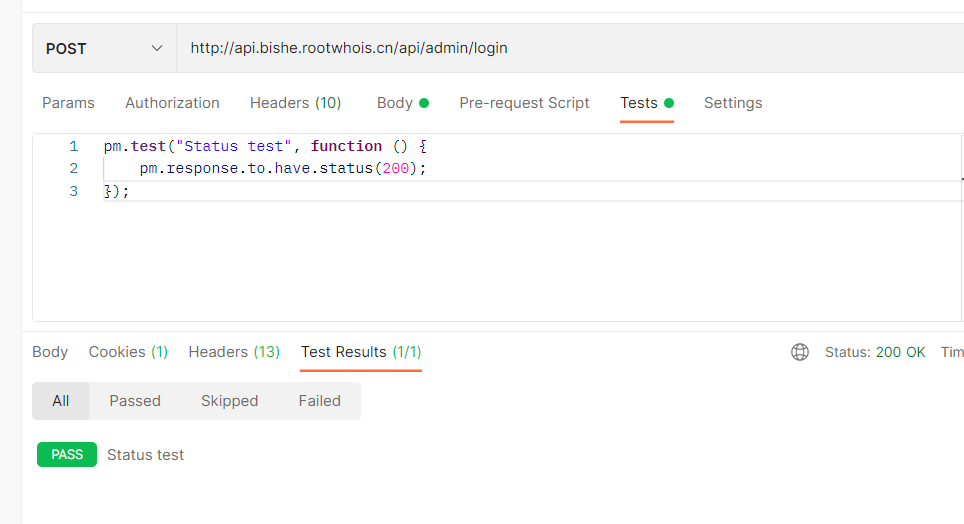 POST http://api.bishe.rootwhois.cn/api/admin/login
Params Authorization Headers (10) Body Pre-request Script Tests Settings
1 pm.test("Status test", function () {
2 pm.response.to.have.status(200);
3 });
Body Cookies (1) Headers (13) Test Results (1/1) Status: 200 OK Tim
All Passed Skipped Failed
PASS Status test